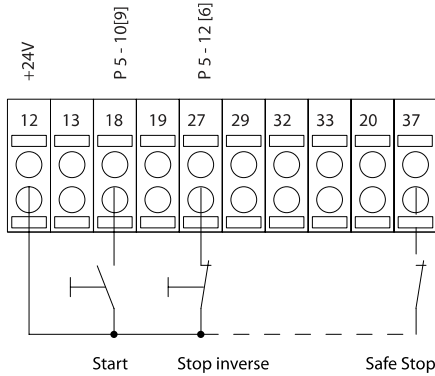 +24V
P 5 - 10[9]
P 5 - 12 [6]
12 13 18 19 27 29 32 33 20 37
Start Stop inverse Safe Stop